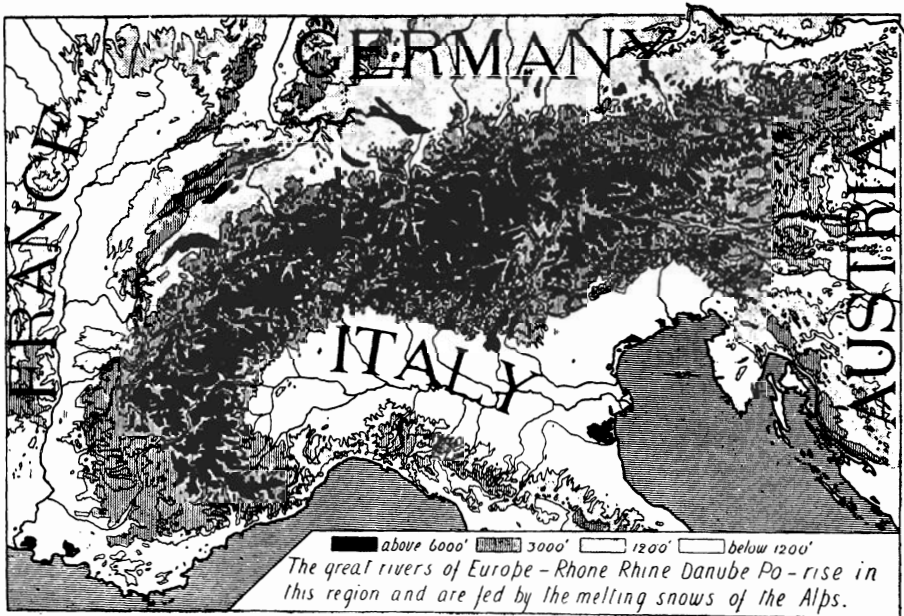 GERMANY
FRANCE
AUSTRIA
ITALY
above 6000' 3000' 1200' below 1200'
The great rivers of Europe – Rhone Rhine Danube Po – rise in
this region and are fed by the melting snows of the Alps.